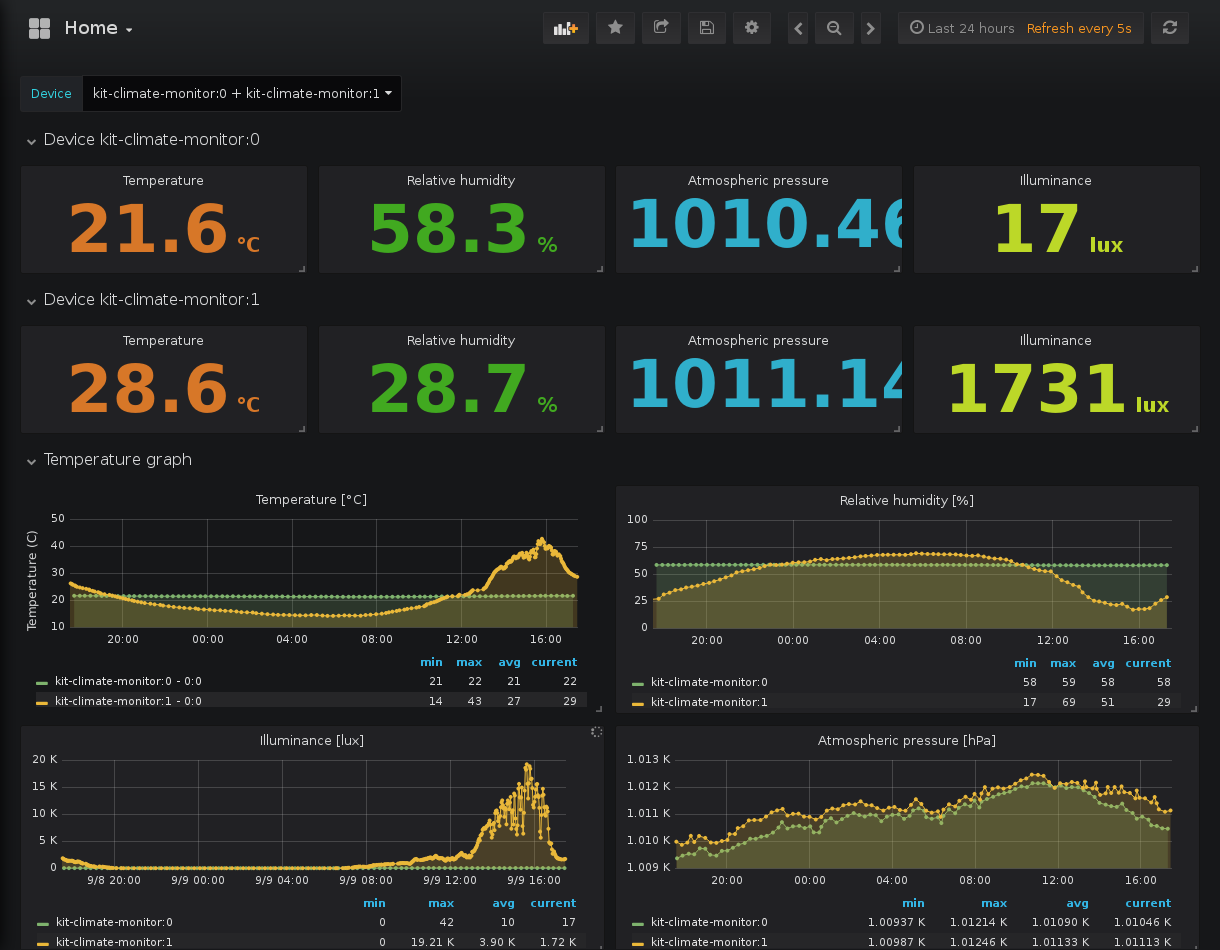 Home
Last 24 hours Refresh every 5s
Device kit-climate-monitor:0 + kit-climate-monitor:1
Device kit-climate-monitor:0
Temperature Relative humidity Atmospheric pressure Illuminance
21.6 °C 58.3 % 1010.46 17 lux
Device kit-climate-monitor:1
Temperature Relative humidity Atmospheric pressure Illuminance
28.6 °C 28.7 % 1011.14 1731 lux
Temperature graph
Temperature [°C]
Temperature (C)
50
40
30
20
10
20:00 00:00 04:00 08:00 12:00 16:00
min max avg current
kit-climate-monitor:0 - 0:0 21 22 21 22
kit-climate-monitor:1 - 0:0 14 43 27 29
Relative humidity [%]
100
75
50
25
0
20:00 00:00 04:00 08:00 12:00 16:00
min max avg current
kit-climate-monitor:0 58 59 58 58
kit-climate-monitor:1 17 69 51 29
Illuminance [lux]
20 K
15 K
10 K
5 K
0
9/8 20:00 9/9 00:00 9/9 04:00 9/9 08:00 9/9 12:00 9/9 16:00
min max avg current
kit-climate-monitor:0 0 42 10 17
kit-climate-monitor:1 0 19.21 K 3.90 K 1.72 K
Atmospheric pressure [hPa]
1.013 K
1.012 K
1.011 K
1.010 K
1.009 K
20:00 00:00 04:00 08:00 12:00 16:00
min max avg current
kit-climate-monitor:0 1.00937 K 1.01214 K 1.01090 K 1.01046 K
kit-climate-monitor:1 1.00987 K 1.01246 K 1.01133 K 1.01113 K